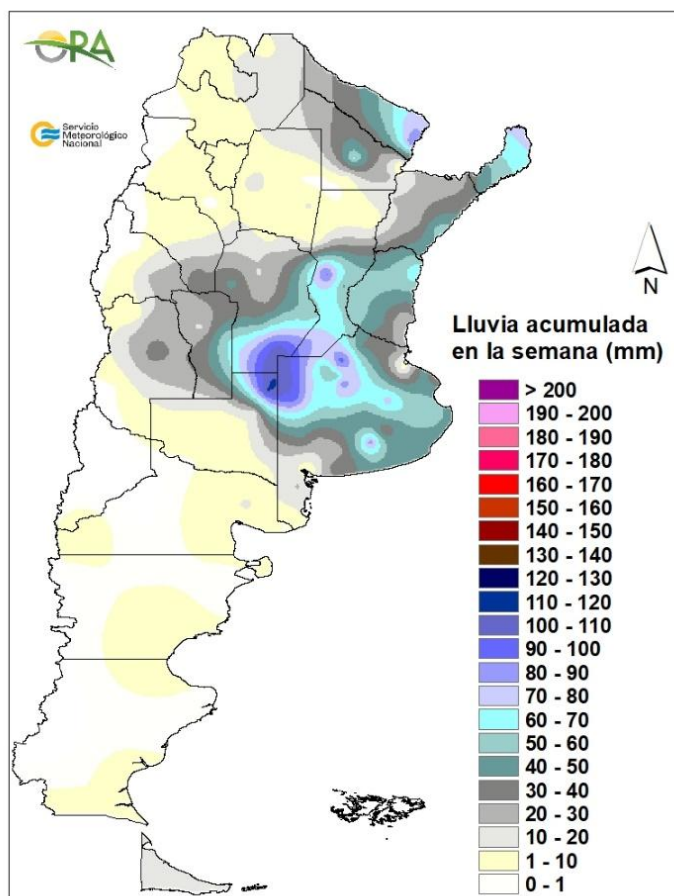 ORA
Servicio
Meteorológico
Nacional
N
Lluvia acumulada
en la semana (mm)
> 200
190 - 200
180 - 190
170 - 180
160 - 170
150 - 160
140 - 150
130 - 140
120 - 130
110 - 120
100 - 110
90 - 100
80 - 90
70 - 80
60 - 70
50 - 60
40 - 50
30 - 40
20 - 30
10 - 20
1 - 10
0 - 1